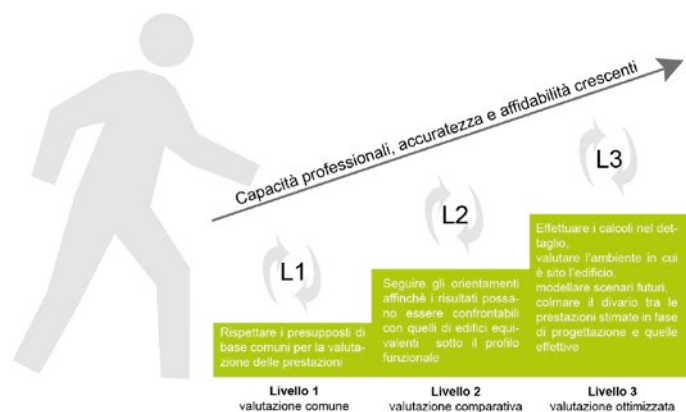 Capacità professionali, accuratezza e affidabilità crescenti
L1
L2
L3
Rispettare i presupposti di
base comuni per la valuta-
zione delle prestazioni
Seguire gli orientamenti
affinché i risultati possa-
no essere confrontabili
con quelli di edifici equi-
valenti sotto il profilo
funzionale
Effettuare i calcoli nel det-
taglio,
valutare l'ambiente in cui
è sito l'edificio,
modellare scenari futuri,
colmare il divario tra le
prestazioni stimate in fase
di progettazione e quelle
effettive
Livello 1
valutazione comune
Livello 2
valutazione comparativa
Livello 3
valutazione ottimizzata